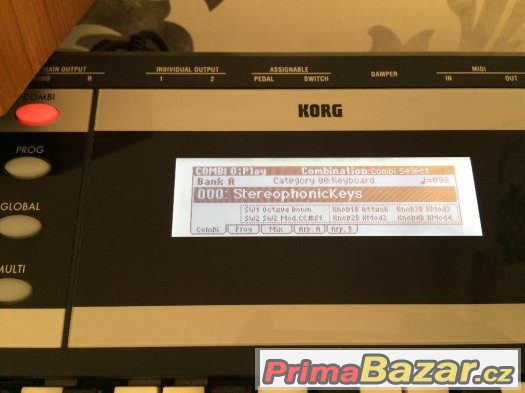 MAIN OUTPUT INDIVIDUAL OUTPUT ASSIGNABLE MIDI
MONO R 1 2 PEDAL SWITCH DAMPER IN OUT
COMBI
KORG
PROG
GLOBAL
MULTI
COMBI 0:Play Combination Combi Select
Bank A Category 00:Keyboard ♩=098
000: StereophonicKeys
SW1 Octave Down Knob1B Attack Knob3B KMod3
SW2 SW2 Mod.CC#81 Knob2B KMod2 Knob4B KMod4
Combi Prog Mix Arp. A Arp. B
PrimaBazar.cz